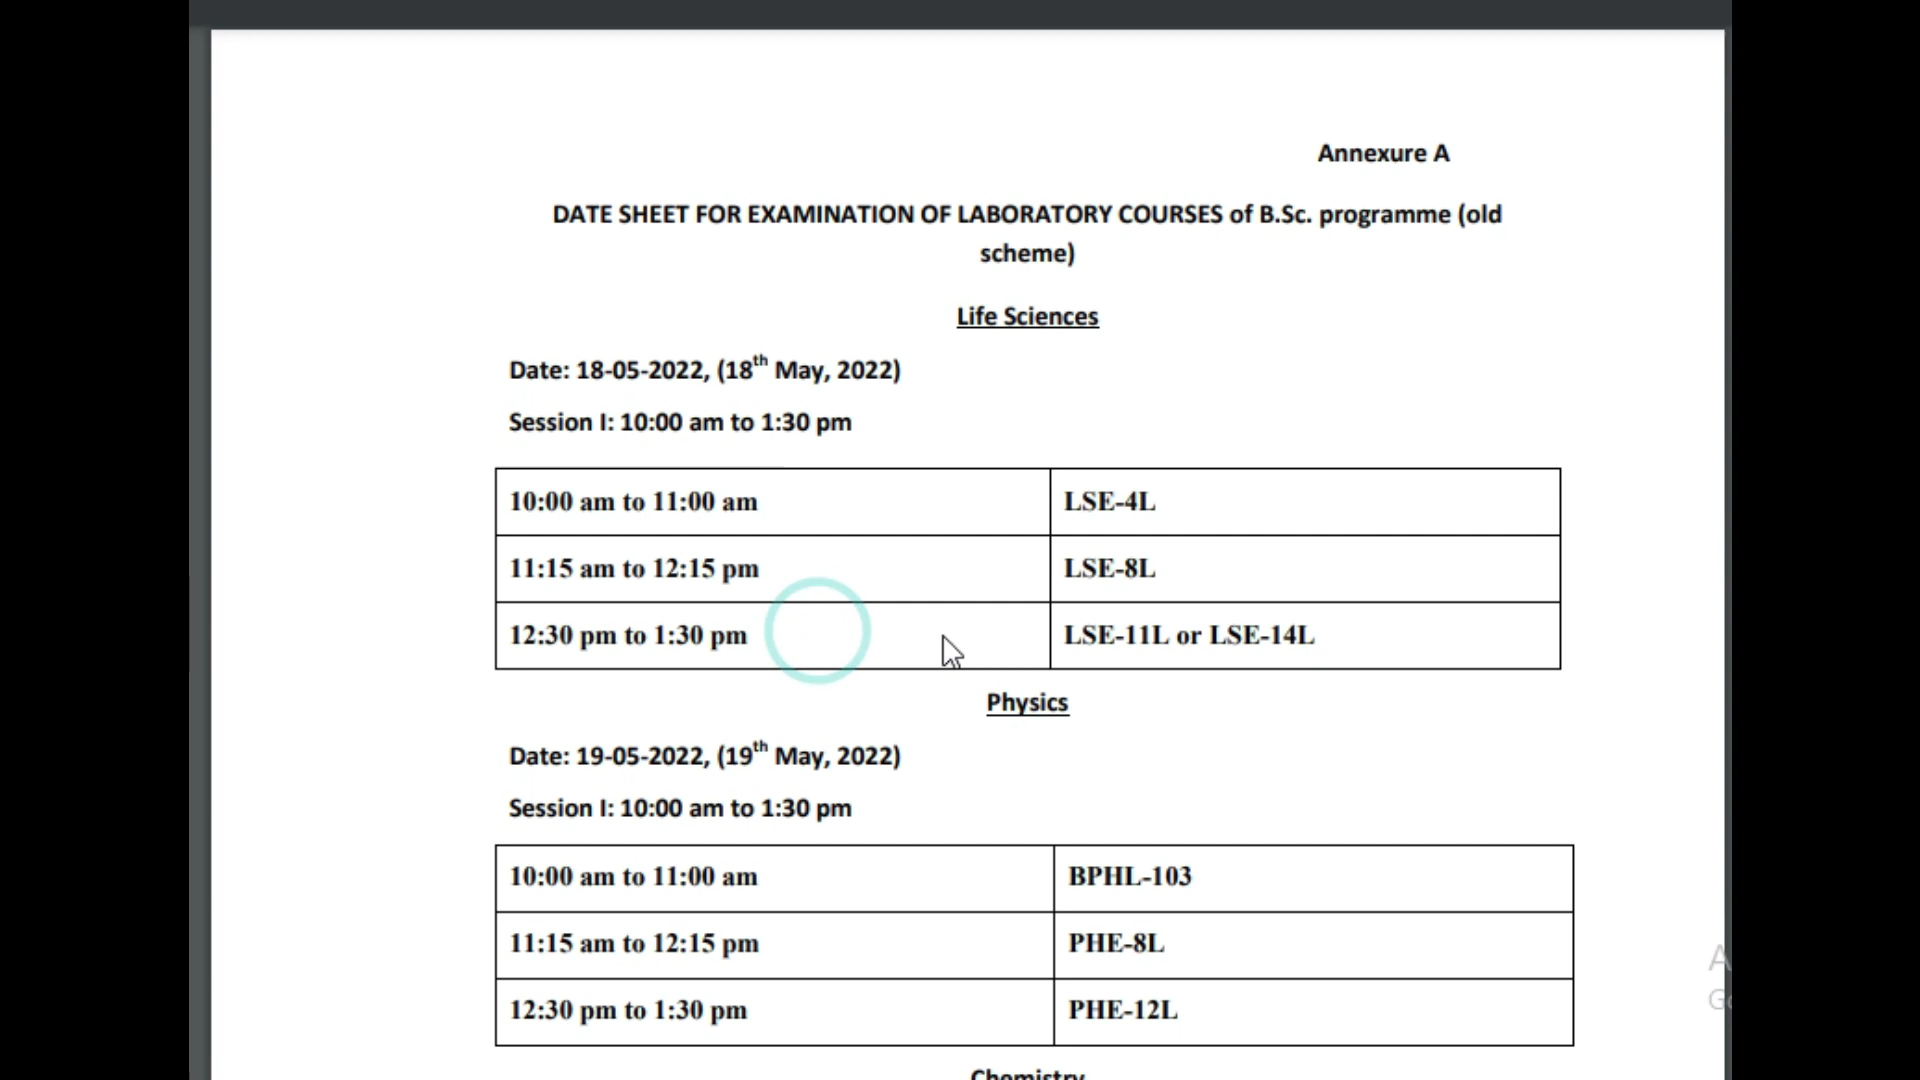 Annexure A
DATE SHEET FOR EXAMINATION OF LABORATORY COURSES of B.Sc. programme (old
scheme)
Life Sciences
Date: 18-05-2022, (18th May, 2022)
Session I: 10:00 am to 1:30 pm
10:00 am to 11:00 am LSE-4L
11:15 am to 12:15 pm LSE-8L
12:30 pm to 1:30 pm LSE-11L or LSE-14L
Physics
Date: 19-05-2022, (19th May, 2022)
Session I: 10:00 am to 1:30 pm
10:00 am to 11:00 am BPHL-103
11:15 am to 12:15 pm PHE-8L
12:30 pm to 1:30 pm PHE-12L
Chemistry